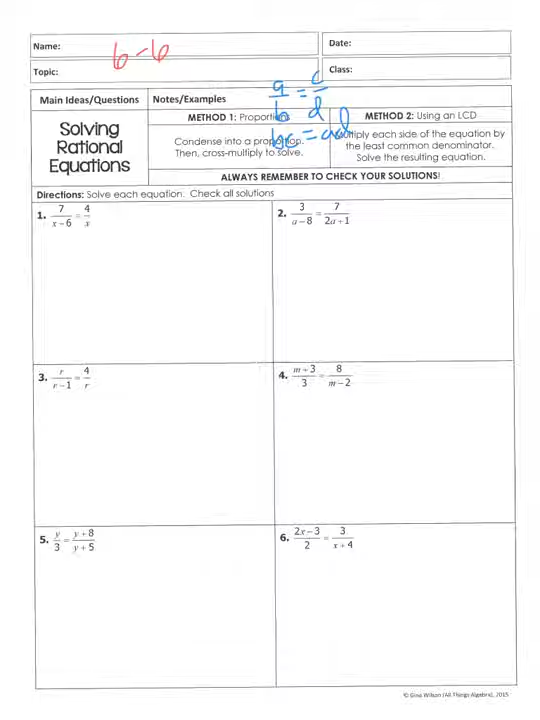 Name:
6-6
Date:
Topic:
Class:
a/b = c/d
bc = ad
Main Ideas/Questions
Notes/Examples
Solving
Rational
Equations
METHOD 1: Proportions
Condense into a proportion.
Then, cross-multiply to solve.
METHOD 2: Using an LCD
Multiply each side of the equation by
the least common denominator.
Solve the resulting equation.
ALWAYS REMEMBER TO CHECK YOUR SOLUTIONS!
Directions: Solve each equation. Check all solutions
1. 7/(x-6) = 4/x
2. 3/(a-8) = 7/(2a+1)
3. r/(r-1) = 4/r
4. (m+3)/3 = 8/(m-2)
5. y/3 = (y+8)/(y+5)
6. (2x-3)/2 = 3/(x+4)
© Gina Wilson (All Things Algebra), 2015